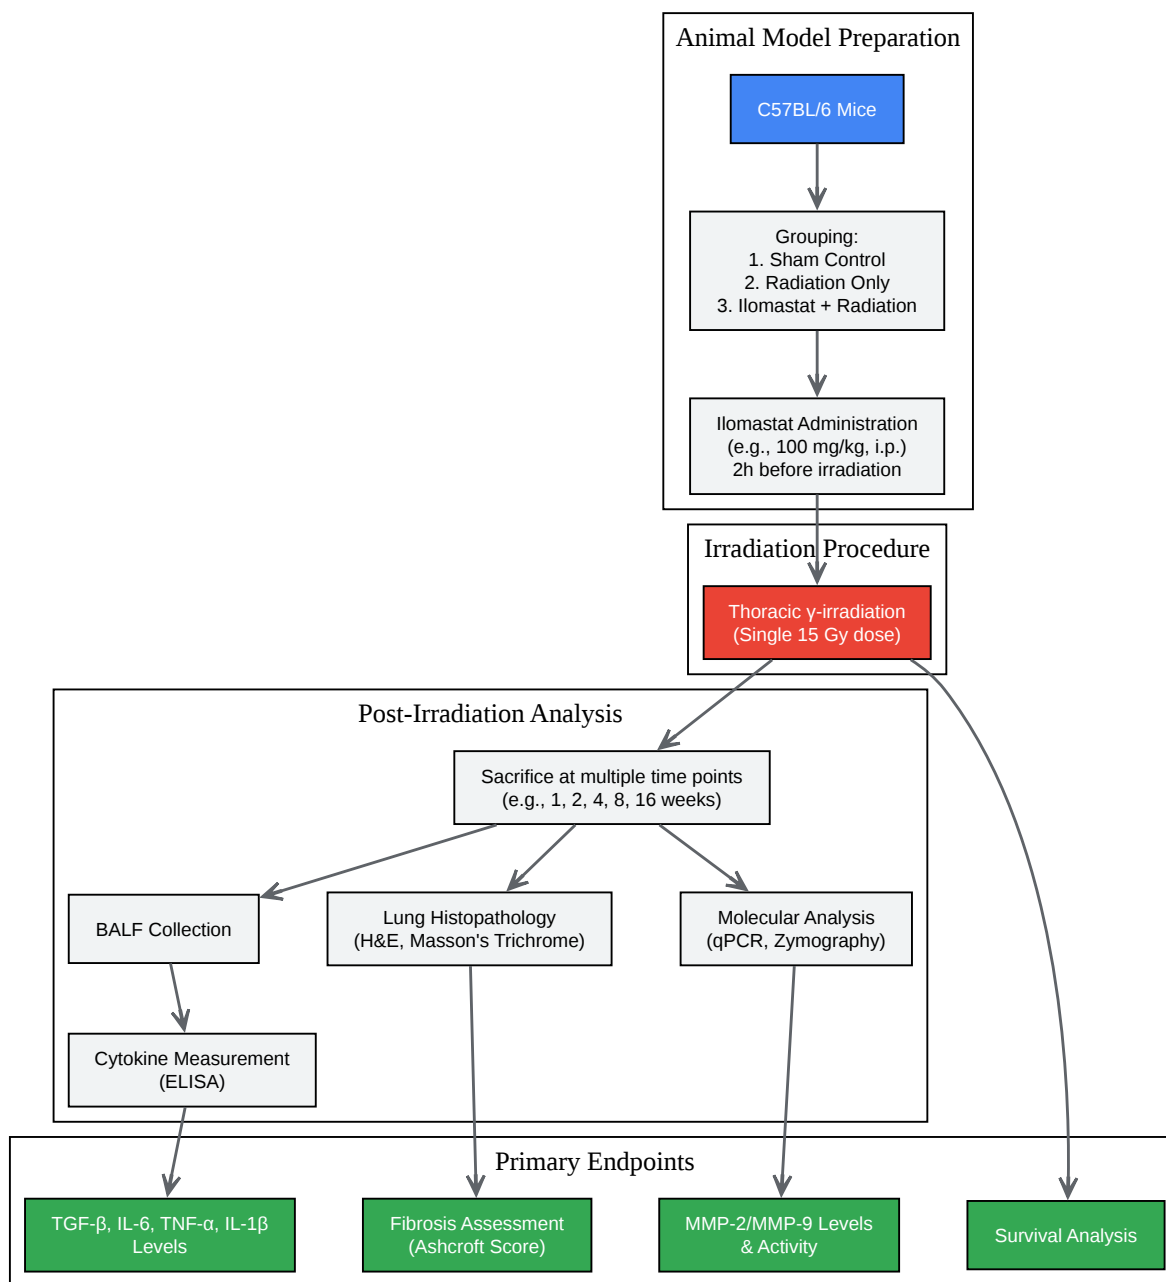 Animal Model Preparation
C57BL/6 Mice
Grouping:
1. Sham Control
2. Radiation Only
3. Ilomastat + Radiation
Ilomastat Administration
(e.g., 100 mg/kg, i.p.)
2h before irradiation
Irradiation Procedure
Thoracic γ-irradiation
(Single 15 Gy dose)
Post-Irradiation Analysis
Sacrifice at multiple time points
(e.g., 1, 2, 4, 8, 16 weeks)
BALF Collection
Lung Histopathology
(H&E, Masson's Trichrome)
Molecular Analysis
(qPCR, Zymography)
Cytokine Measurement
(ELISA)
Primary Endpoints
TGF-β, IL-6, TNF-α, IL-1β
Levels
Fibrosis Assessment
(Ashcroft Score)
MMP-2/MMP-9 Levels
& Activity
Survival Analysis